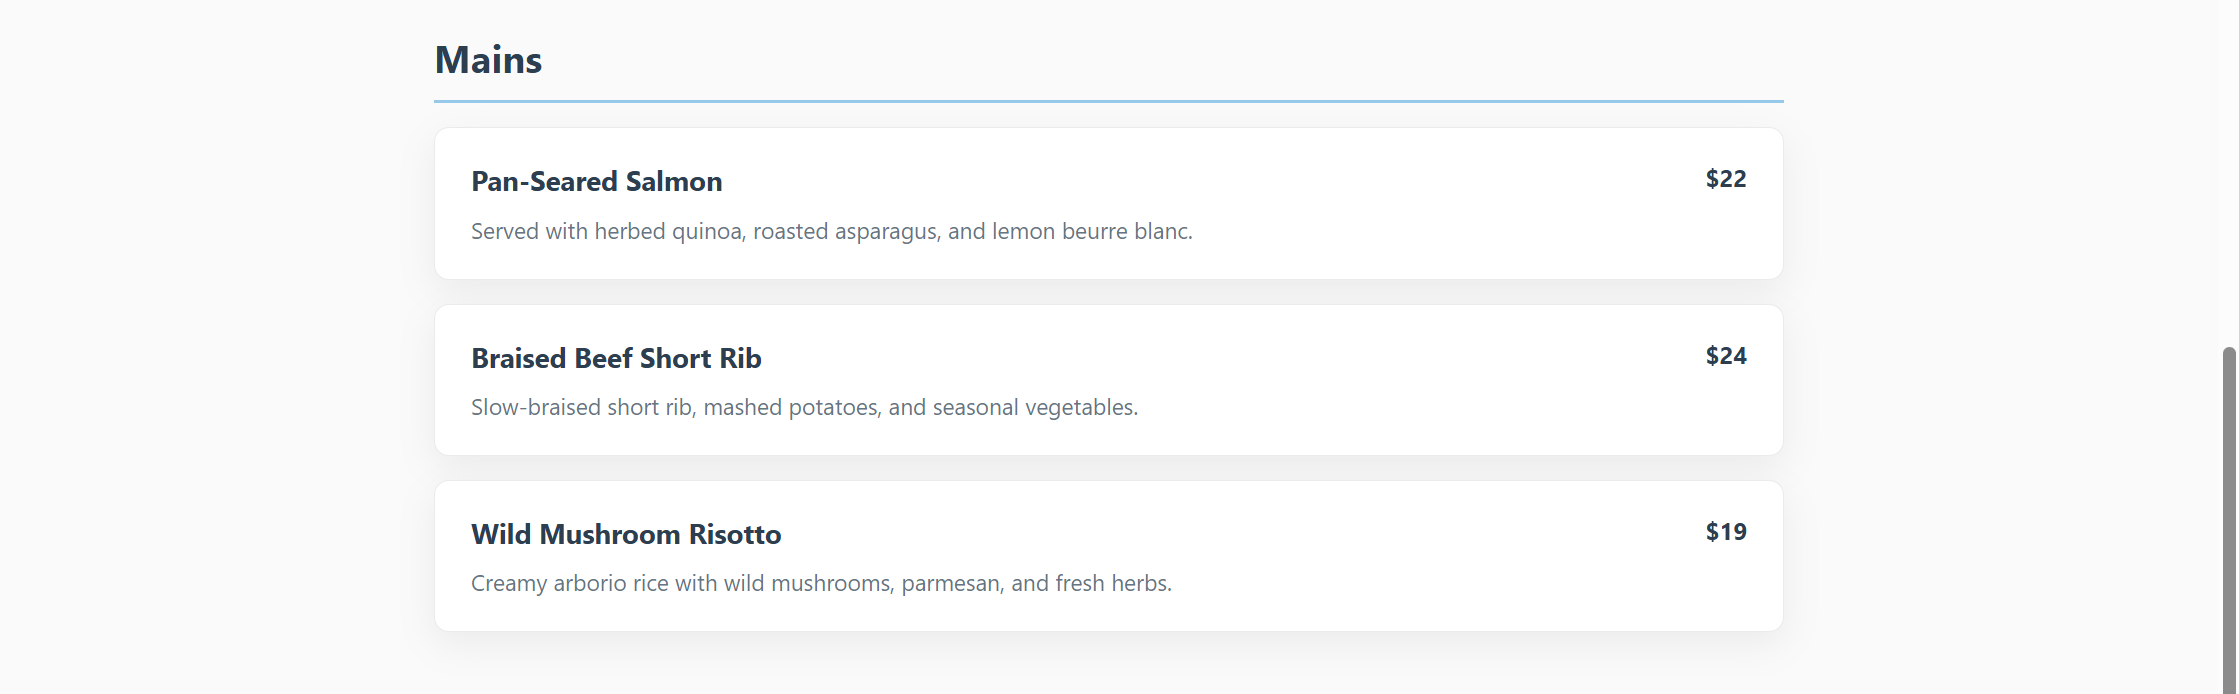 Mains
Pan-Seared Salmon
$22
Served with herbed quinoa, roasted asparagus, and lemon beurre blanc.
Braised Beef Short Rib
$24
Slow-braised short rib, mashed potatoes, and seasonal vegetables.
Wild Mushroom Risotto
$19
Creamy arborio rice with wild mushrooms, parmesan, and fresh herbs.